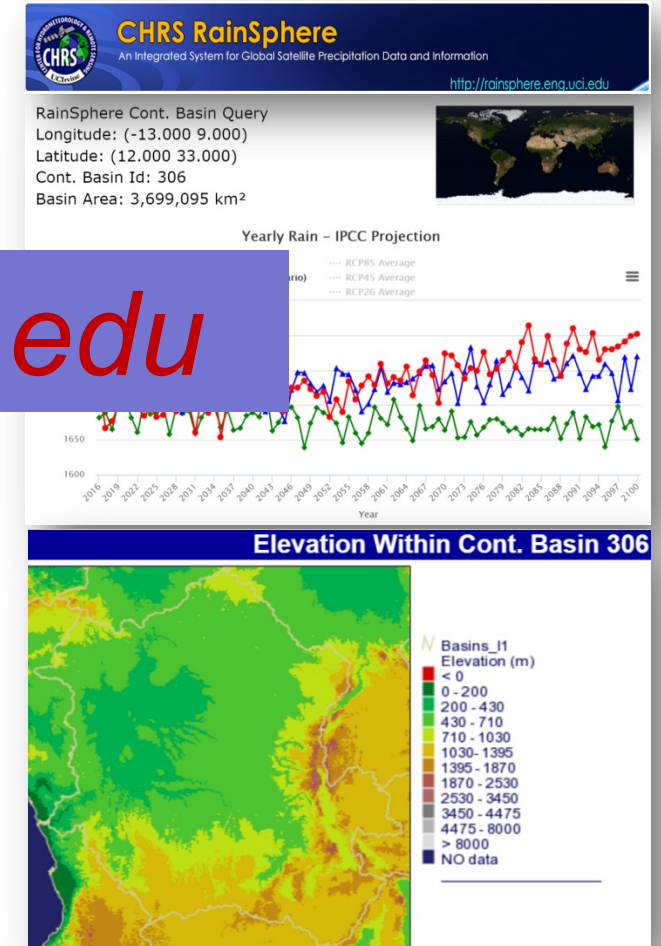 CHRS RainSphere
An Integrated System for Global Satellite Precipitation Data and Information
http://rainsphere.eng.uci.edu
CHRS
UCIrvine
RainSphere Cont. Basin Query
Longitude: (-13.000 9.000)
Latitude: (12.000 33.000)
Cont. Basin Id: 306
Basin Area: 3,699,095 km²
Yearly Rain – IPCC Projection
RCP85 Average
rio) RCP45 Average
RCP26 Average
edu
1650
1600
2016 2019 2022 2025 2028 2031 2034 2037 2040 2043 2046 2049 2052 2055 2058 2061 2064 2067 2070 2073 2076 2079 2082 2085 2088 2091 2094 2097 2100
Year
Elevation Within Cont. Basin 306
Basins_l1
Elevation (m)
< 0
0 - 200
200 - 430
430 - 710
710 - 1030
1030- 1395
1395 - 1870
1870 - 2530
2530 - 3450
3450 - 4475
4475 - 8000
> 8000
NO data